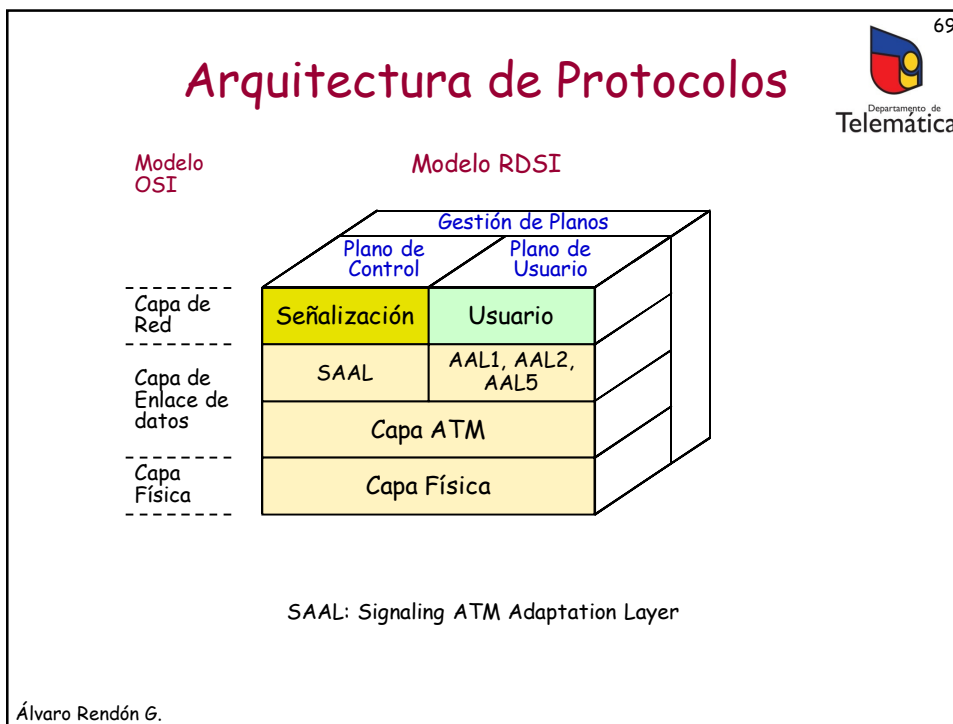 69
Arquitectura de Protocolos
Departamento de
Telemática
Modelo
OSI
Modelo RDSI
Gestión de Planos
Plano de
Control
Plano de
Usuario
Capa de
Red
Señalización
Usuario
Capa de
Enlace de
datos
SAAL
AAL1, AAL2,
AAL5
Capa ATM
Capa
Física
Capa Física
SAAL: Signaling ATM Adaptation Layer
Álvaro Rendón G.